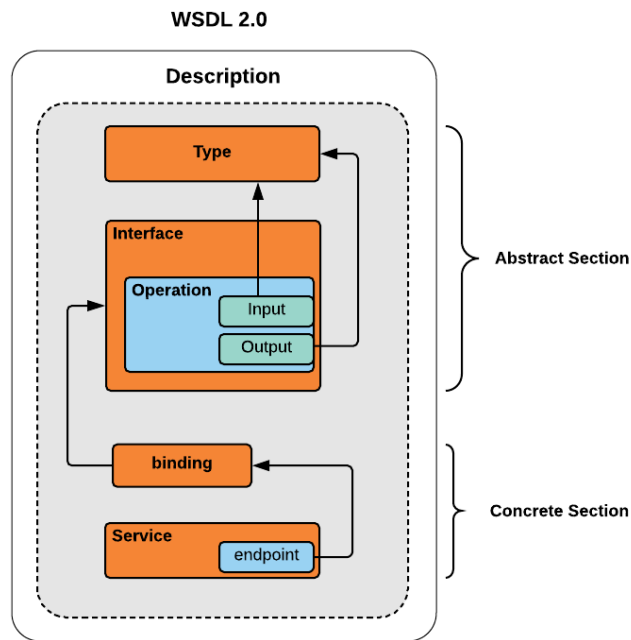 WSDL 2.0
Description
Type
Interface
Operation
Input
Output
Abstract Section
binding
Concrete Section
Service
endpoint